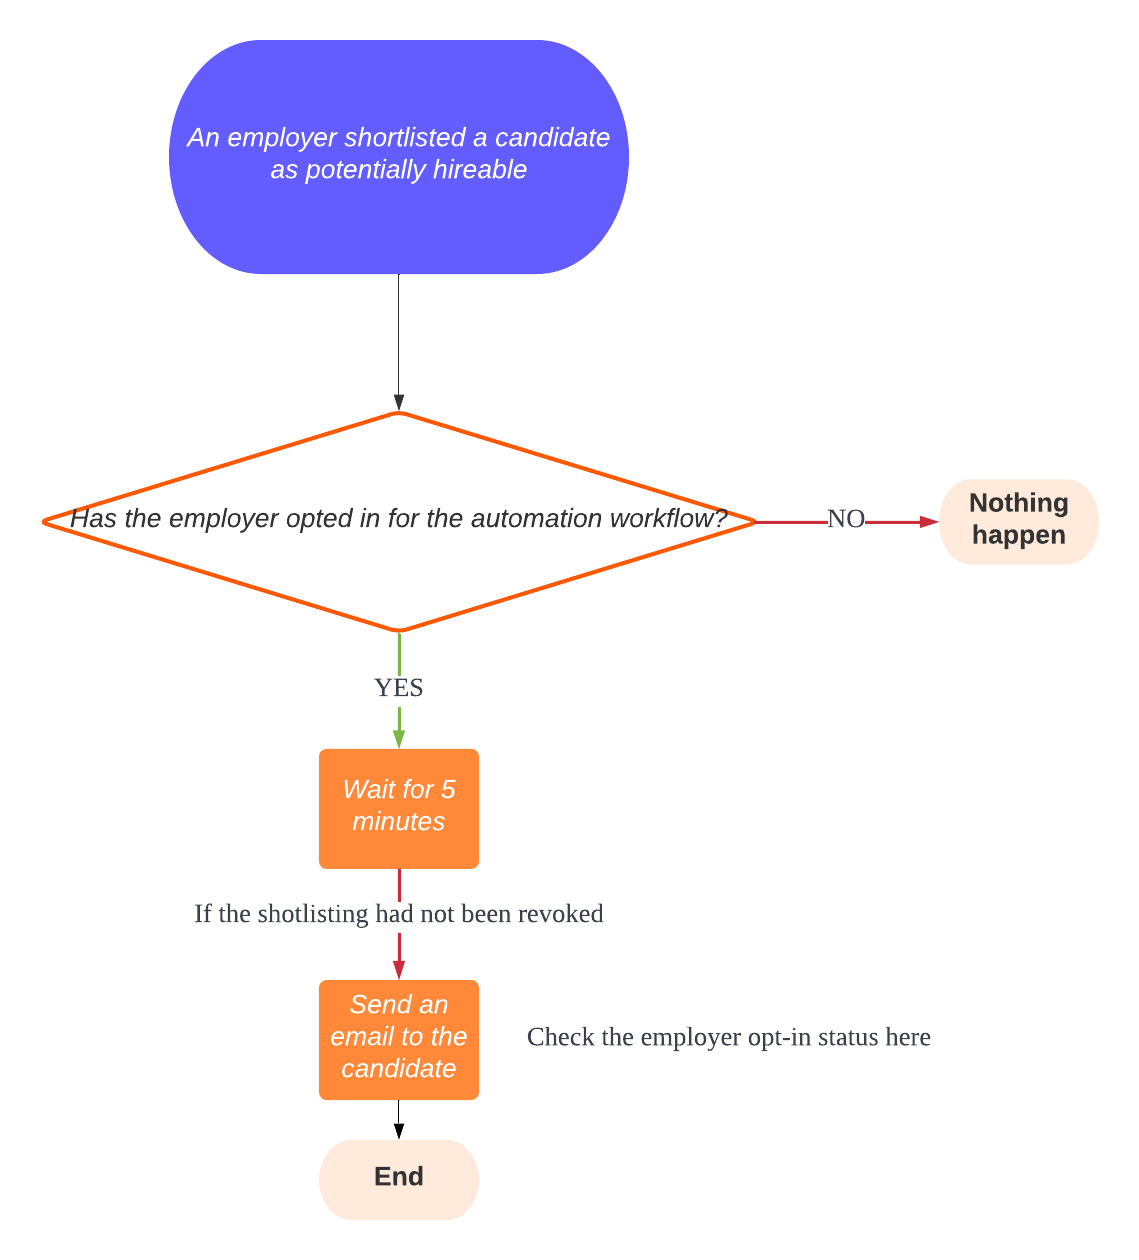 An employer shortlisted a candidate
as potentially hireable
Has the employer opted in for the automation workflow?
NO
Nothing
happen
YES
Wait for 5
minutes
If the shotlisting had not been revoked
Send an
email to the
candidate
Check the employer opt-in status here
End